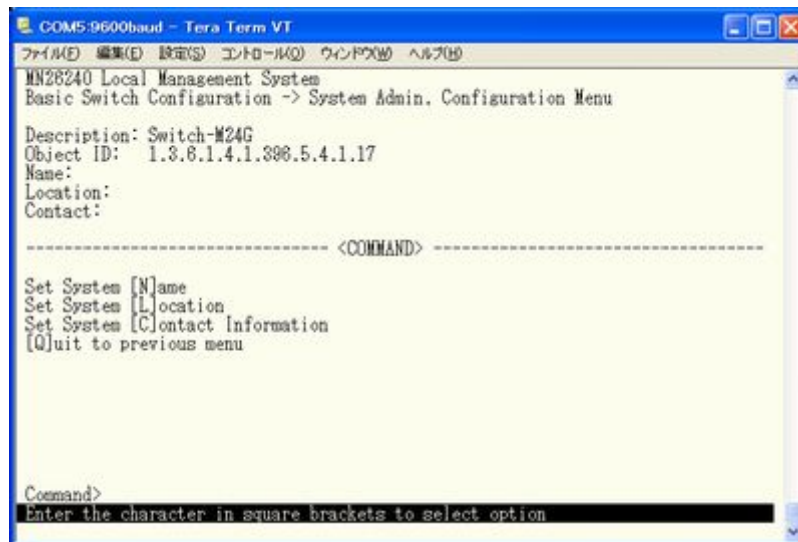 COM5:9600baud - Tera Term VT
ファイル(F) 編集(E) 設定(S) コントロール(O) ウィンドウ(W) ヘルプ(H)
MN26240 Local Management System
Basic Switch Configuration -> System Admin. Configuration Menu
Description: Switch-M24G
Object ID: 1.3.6.1.4.1.396.5.4.1.17
Name:
Location:
Contact:
-------------------------------- <COMMAND> ----------------------------------
Set System [N]ame
Set System [L]ocation
Set System [C]ontact Information
[Q]uit to previous menu
Command>
Enter the character in square brackets to select option